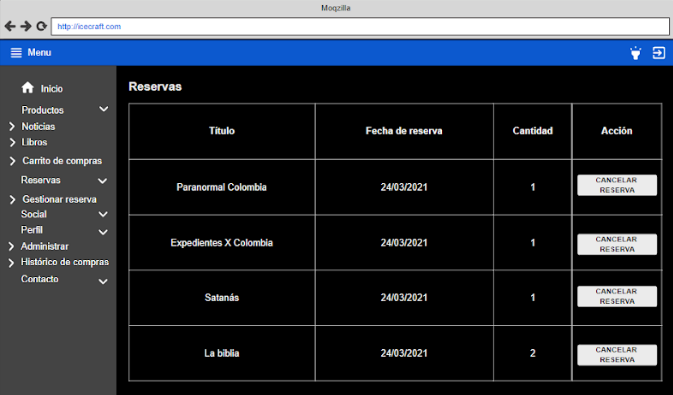 Moqzilla
http://icecraft.com
Menu
Inicio
Productos
Noticias
Libros
Carrito de compras
Reservas
Gestionar reserva
Social
Perfil
Administrar
Histórico de compras
Contacto
Reservas
Título Fecha de reserva Cantidad Acción
Paranormal Colombia 24/03/2021 1 CANCELAR
RESERVA
Expedientes X Colombia 24/03/2021 1 CANCELAR
RESERVA
Satanás 24/03/2021 1 CANCELAR
RESERVA
La biblia 24/03/2021 2 CANCELAR
RESERVA